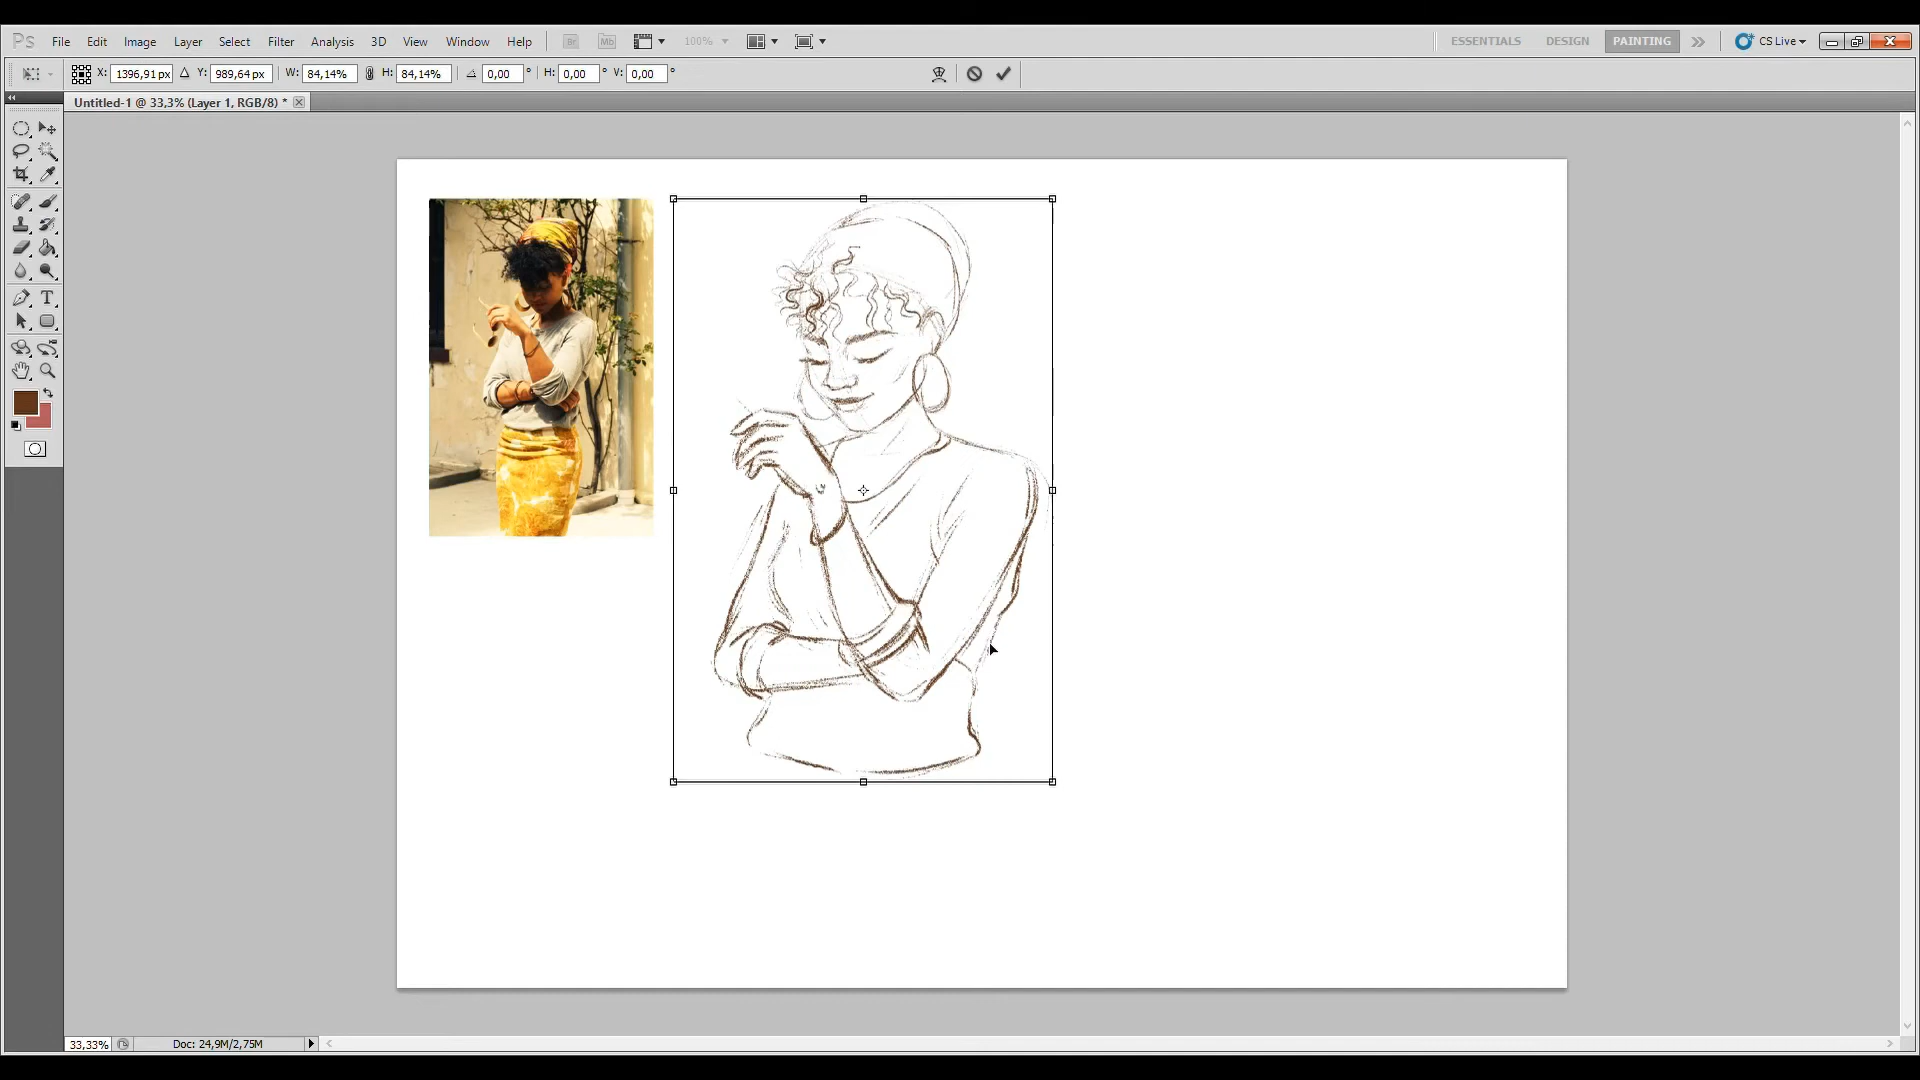 Ps File Edit Image Layer Select Filter Analysis 3D View Window Help Br Mb 100% ESSENTIALS DESIGN PAINTING CS Live
X: 1396,91 px Y: 989,64 px W: 84,14% H: 84,14% 0,00 ° H: 0,00 ° V: 0,00 °
Untitled-1 @ 33,3% (Layer 1, RGB/8) *
T
33,33% Doc: 24,9M/2,75M